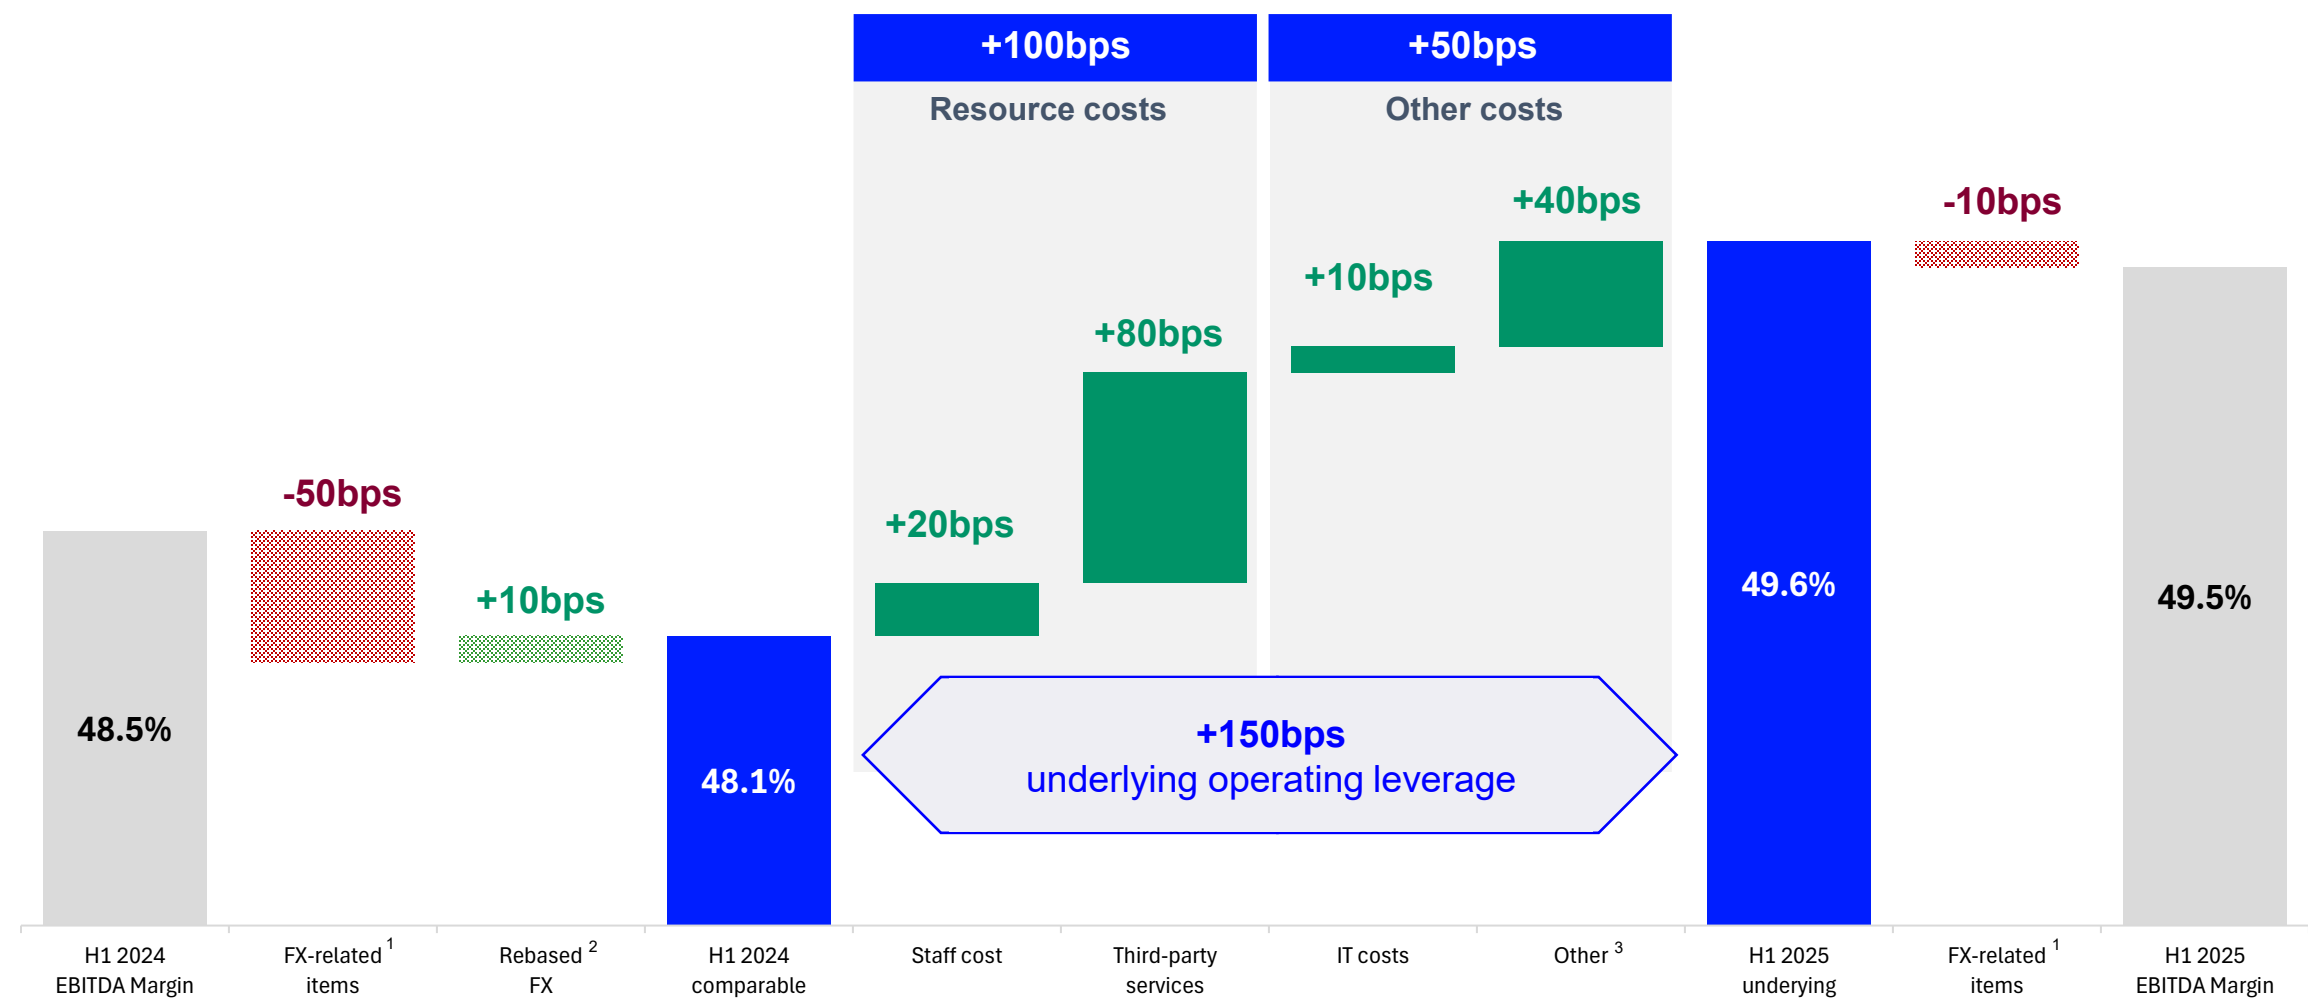 +100bps
+50bps
Resource costs
Other costs
+40bps
-10bps
+10bps
+80bps
-50bps
+20bps
+10bps
48.5%
48.1%
49.6%
49.5%
+150bps
underlying operating leverage
H1 2024
EBITDA Margin
FX-related 1
items
Rebased 2
FX
H1 2024
comparable
Staff cost
Third-party
services
IT costs
Other 3
H1 2025
underying
FX-related 1
items
H1 2025
EBITDA Margin